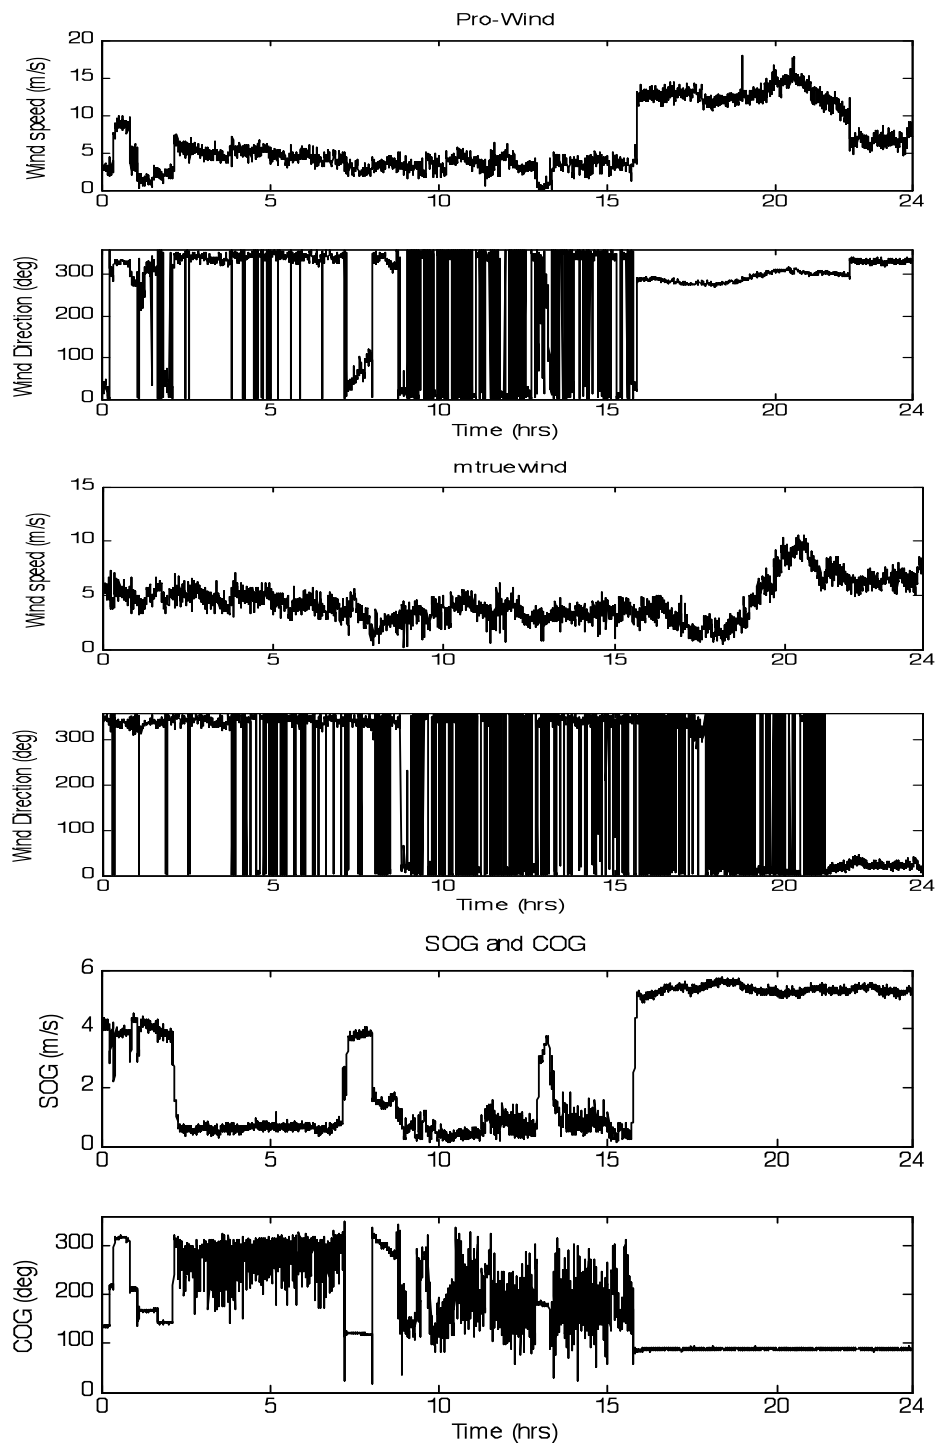 Pro-Wind
Wind speed (m/s)
20
15
10
5
0
0 5 10 15 20 24
Wind Direction (deg)
300
200
100
0
0 5 10 15 20 24
Time (hrs)
mtruewind
Wind speed (m/s)
15
10
5
0
0 5 10 15 20 24
Wind Direction (deg)
300
200
100
0
0 5 10 15 20 24
Time (hrs)
SOG and COG
SOG (m/s)
6
4
2
0
0 5 10 15 20 24
COG (deg)
300
200
100
0
0 5 10 15 20 24
Time (hrs)